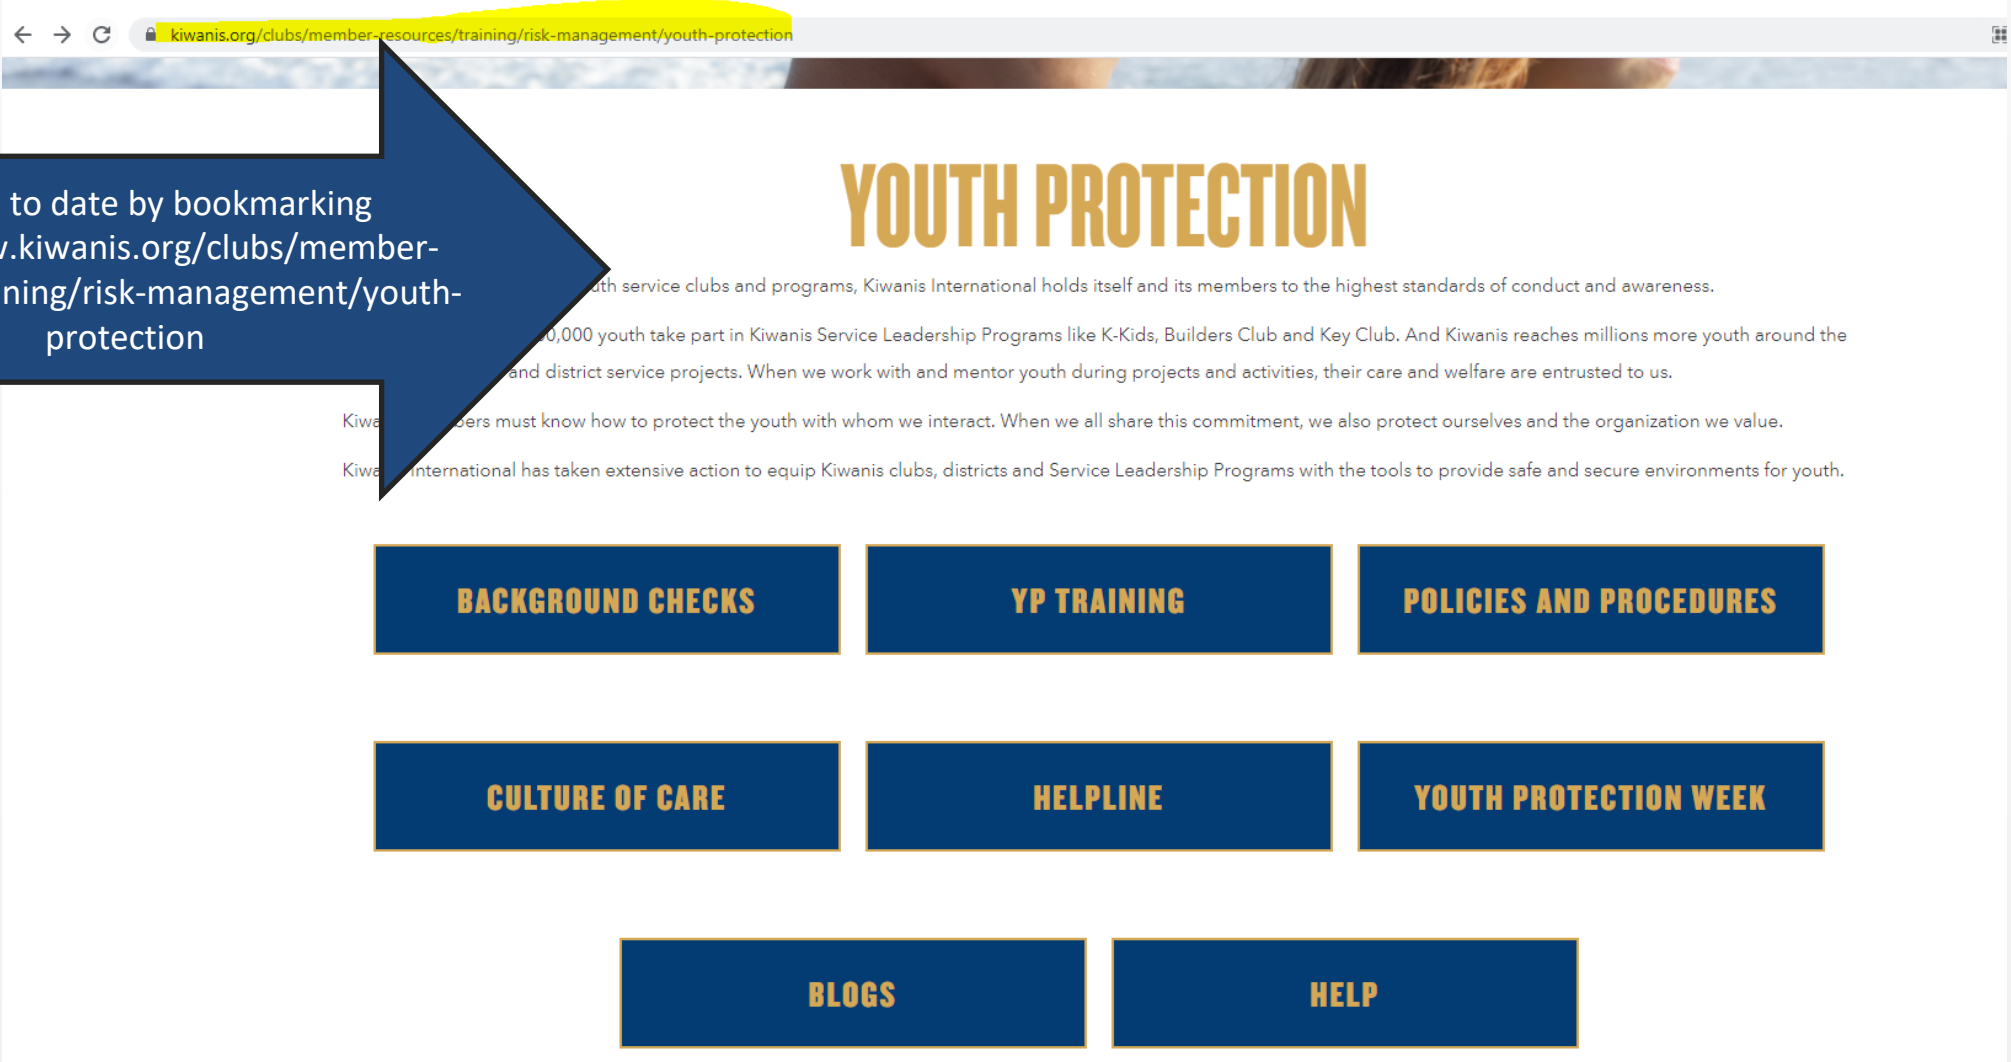 kiwanis.org/clubs/member-resources/training/risk-management/youth-protection
to date by bookmarking
.kiwanis.org/clubs/member-
ning/risk-management/youth-
protection
YOUTH PROTECTION
service clubs and programs, Kiwanis International holds itself and its members to the highest standards of conduct and awareness.
0,000 youth take part in Kiwanis Service Leadership Programs like K-Kids, Builders Club and Key Club. And Kiwanis reaches millions more youth around the
and district service projects. When we work with and mentor youth during projects and activities, their care and welfare are entrusted to us.
must know how to protect the youth with whom we interact. When we all share this commitment, we also protect ourselves and the organization we value.
International has taken extensive action to equip Kiwanis clubs, districts and Service Leadership Programs with the tools to provide safe and secure environments for youth.
BACKGROUND CHECKS
YP TRAINING
POLICIES AND PROCEDURES
CULTURE OF CARE
HELPLINE
YOUTH PROTECTION WEEK
BLOGS
HELP